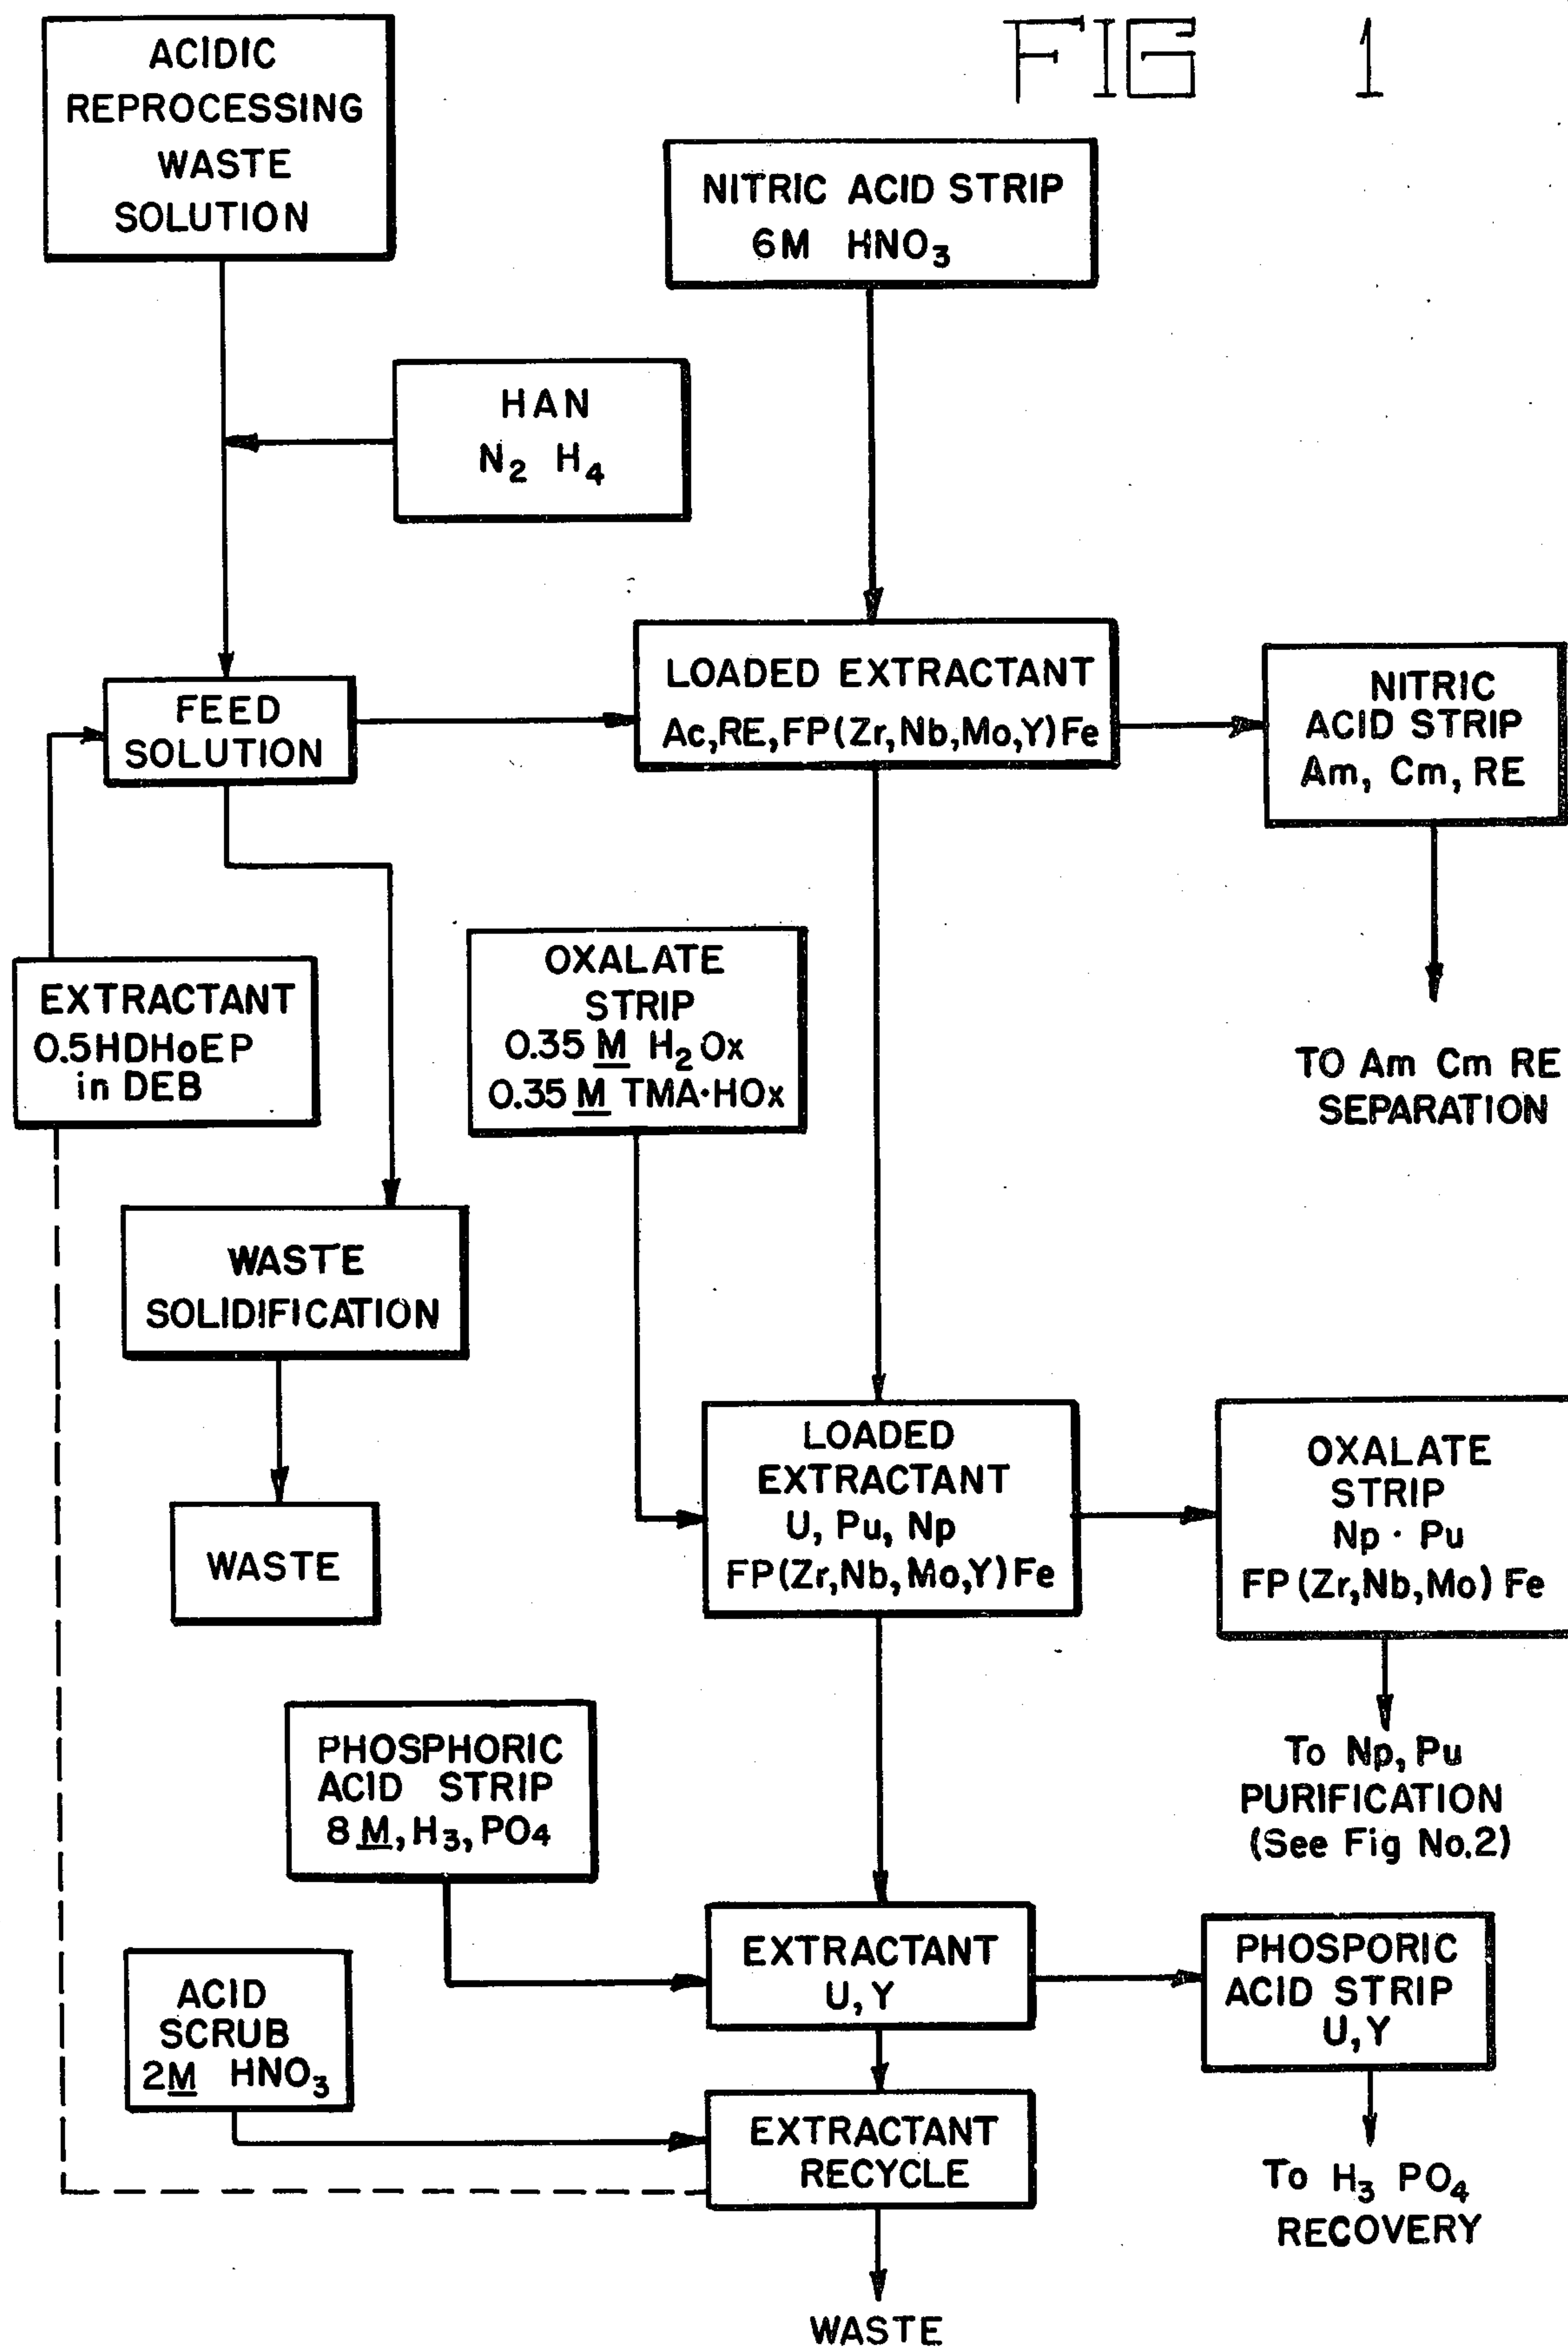 FIG 1
ACIDIC
REPROCESSING
WASTE
SOLUTION
NITRIC ACID STRIP
6M HNO₃
HAN
N₂ H₄
FEED
SOLUTION
LOADED EXTRACTANT
Ac,RE,FP(Zr,Nb,Mo,Y)Fe
NITRIC
ACID STRIP
Am, Cm, RE
EXTRACTANT
0.5HDHoEP
in DEB
OXALATE
STRIP
0.35 M H₂Ox
0.35 M TMA·HOx
TO Am Cm RE
SEPARATION
WASTE
SOLIDIFICATION
WASTE
LOADED
EXTRACTANT
U, Pu, Np
FP(Zr,Nb,Mo,Y)Fe
OXALATE
STRIP
Np · Pu
FP(Zr,Nb,Mo) Fe
To Np, Pu
PURIFICATION
(See Fig No.2)
PHOSPHORIC
ACID STRIP
8M, H₃, PO₄
EXTRACTANT
U,Y
PHOSPORIC
ACID STRIP
U,Y
ACID
SCRUB
2M HNO₃
EXTRACTANT
RECYCLE
To H₃ PO₄
RECOVERY
WASTE